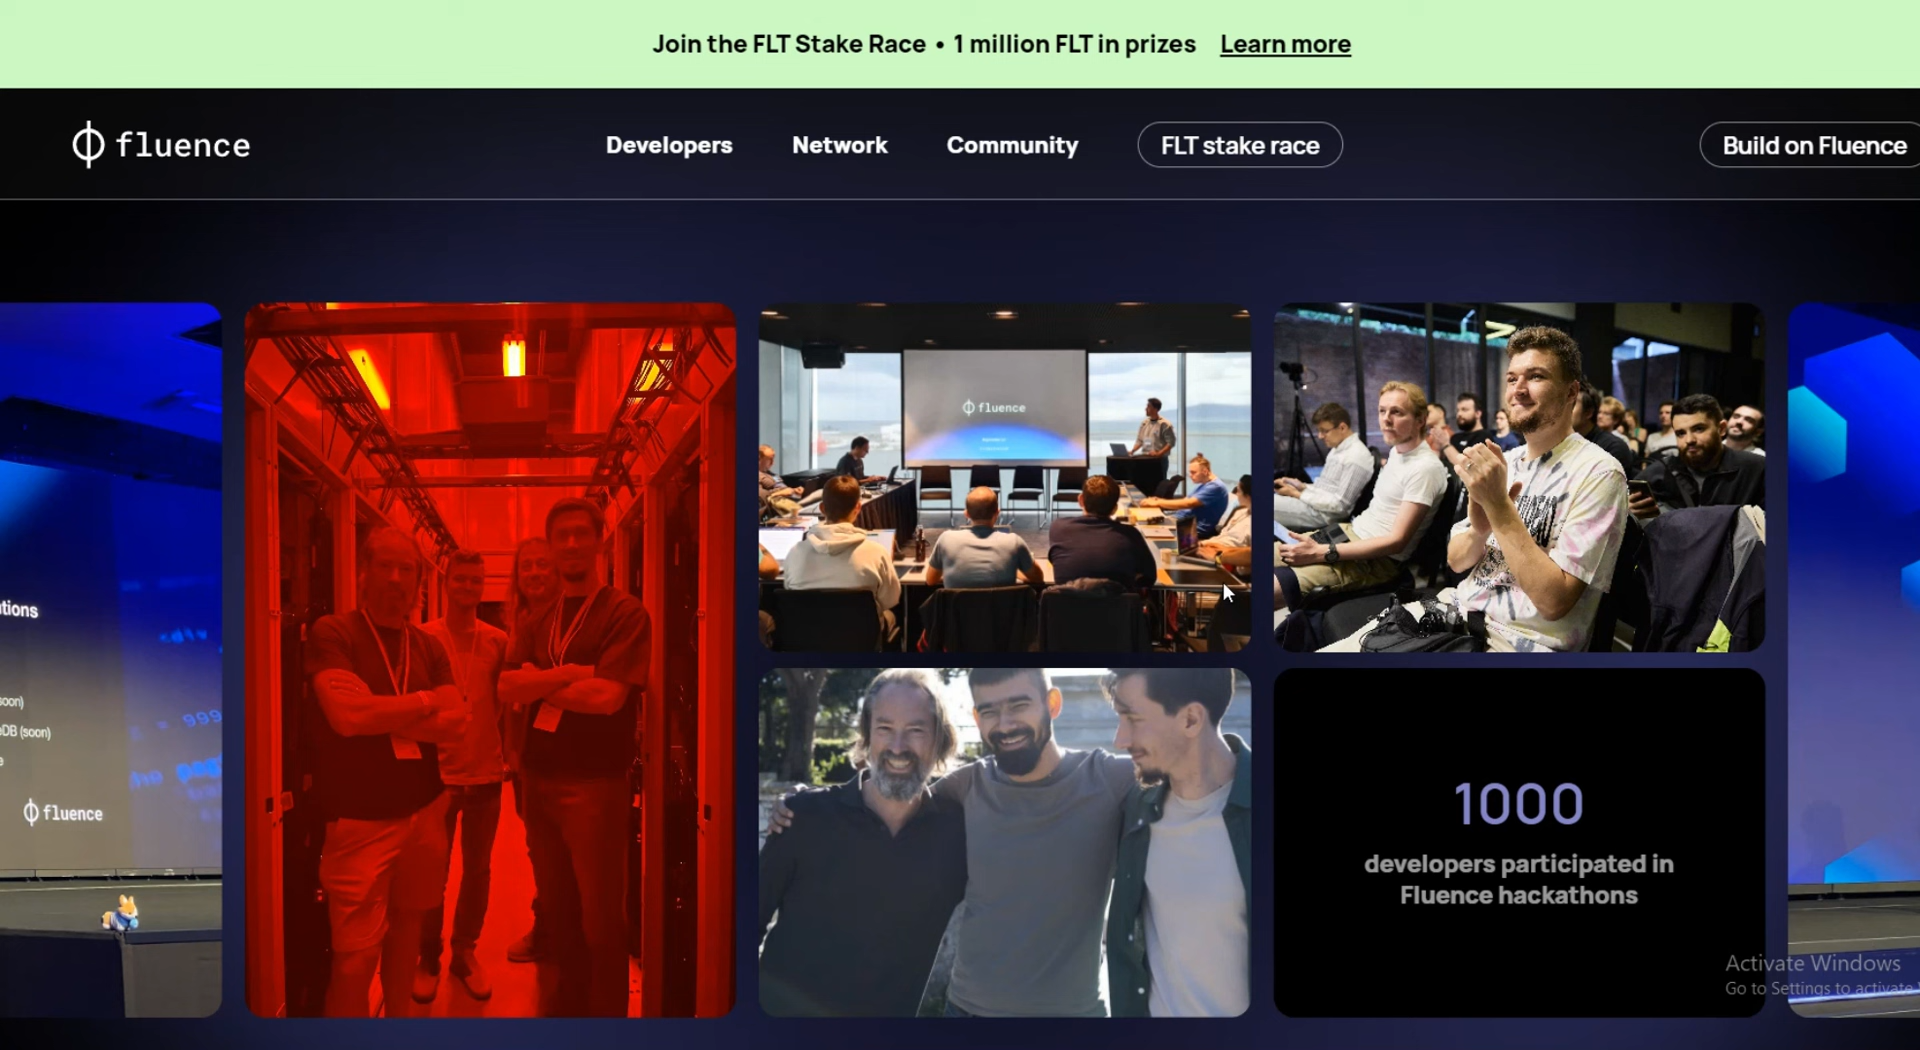 Join the FLT Stake Race • 1 million FLT in prizes Learn more
fluence Developers Network Community FLT stake race Build on Fluence
fluence
soon)
DB (soon)
fluence
1000
developers participated in
Fluence hackathons
Activate Windows
Go to Settings to activate